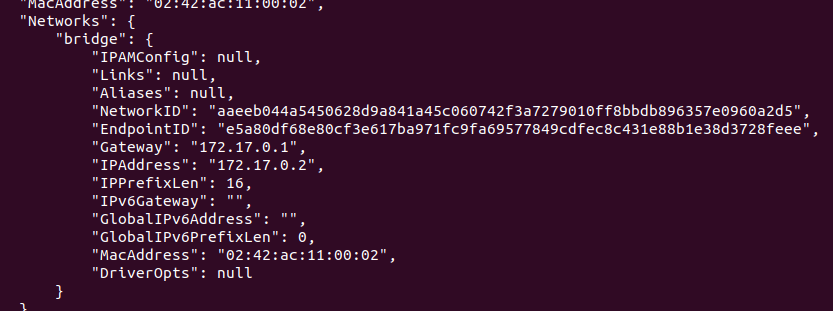 "MacAddress": "02:42:ac:11:00:02",
"Networks": {
"bridge": {
"IPAMConfig": null,
"Links": null,
"Aliases": null,
"NetworkID": "aaeeb044a5450628d9a841a45c060742f3a7279010ff8bbdb896357e0960a2d5",
"EndpointID": "e5a80df68e80cf3e617ba971fc9fa69577849cdfec8c431e88b1e38d3728feee",
"Gateway": "172.17.0.1",
"IPAddress": "172.17.0.2",
"IPPrefixLen": 16,
"IPv6Gateway": "",
"GlobalIPv6Address": "",
"GlobalIPv6PrefixLen": 0,
"MacAddress": "02:42:ac:11:00:02",
"DriverOpts": null
}
}